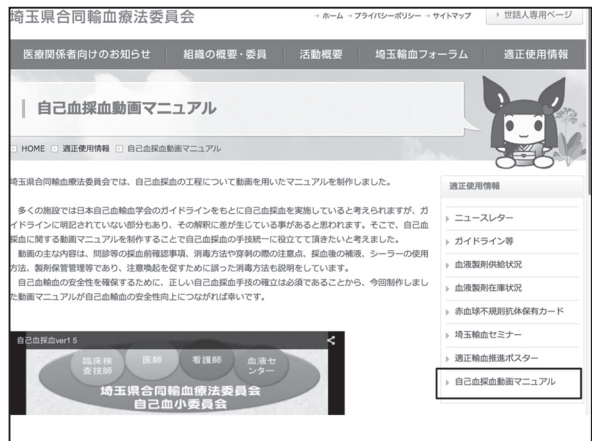 埼玉県合同輸血療法委員会
→ ホーム → プライバシーポリシー → サイトマップ
› 世話人専用ページ
医療関係者向けのお知らせ 組織の概要・委員 活動概要 埼玉輸血フォーラム 適正使用情報
自己血採血動画マニュアル
HOME 適正使用情報 自己血採血動画マニュアル
埼玉県合同輸血療法委員会では、自己血採血の工程について動画を用いたマニュアルを制作しました。
多くの施設では日本自己血輸血学会のガイドラインをもとに自己血採血を実施していると考えられますが、ガ
イドラインに明記されていない部分もあり、その解釈に差が生じている事があると思われます。そこで、自己血
採血に関する動画マニュアルを制作することで自己血採血の手技統一に役立てて頂きたいと考えました。
動画の主な内容は、問診等の採血前確認事項、消毒方法や穿刺の際の注意点、採血後の補液、シーラーの使用
方法、製剤保管管理等であり、注意喚起を促すために誤った消毒方法も説明をしています。
自己血輸血の安全性を確保するために、正しい自己血採血手技の確立は必須であることから、今回制作しまし
た動画マニュアルが自己血輸血の安全性向上につながれば幸いです。
適正使用情報
ニュースレター
ガイドライン等
血液製剤供給状況
血液製剤在庫状況
赤血球不規則抗体保有カード
埼玉輸血セミナー
適正輸血推進ポスター
自己血採血動画マニュアル
自己血採血ver1 5
臨床検
査技師
医師
看護師
血液セ
ンター
埼玉県合同輸血療法委員会
自己血小委員会